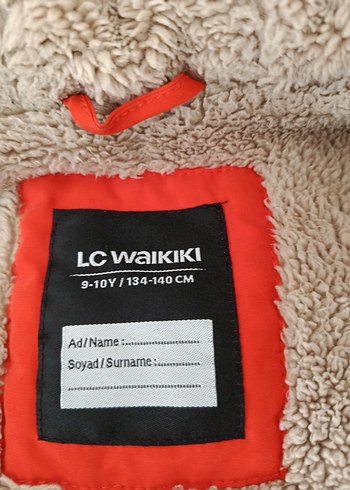 LC WAIKIKI
9-10Y / 134-140 CM
Ad/Name :........................
Soyad/Surname :..............
............................................